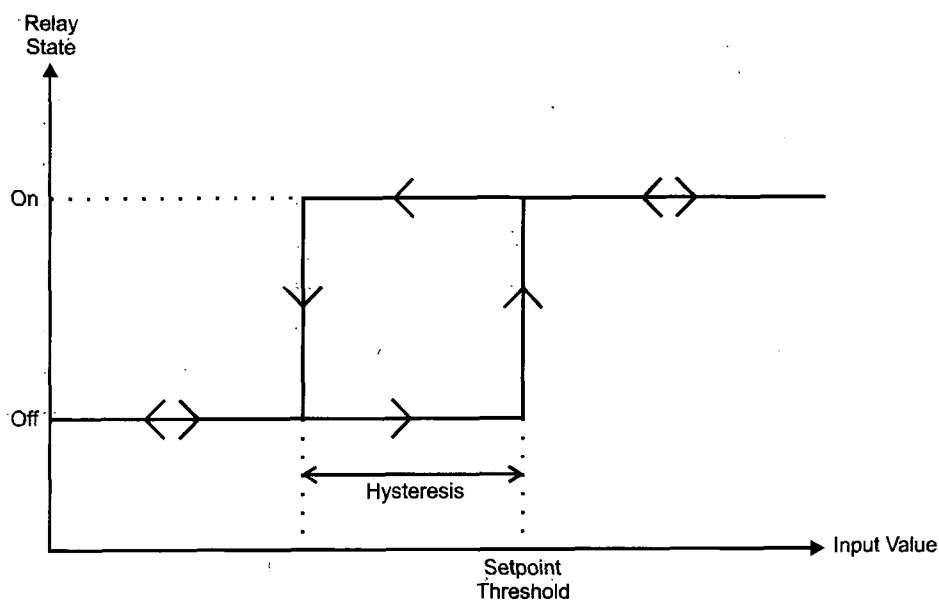 Relay
State
On
Off
Hysteresis
Input Value
Setpoint
Threshold